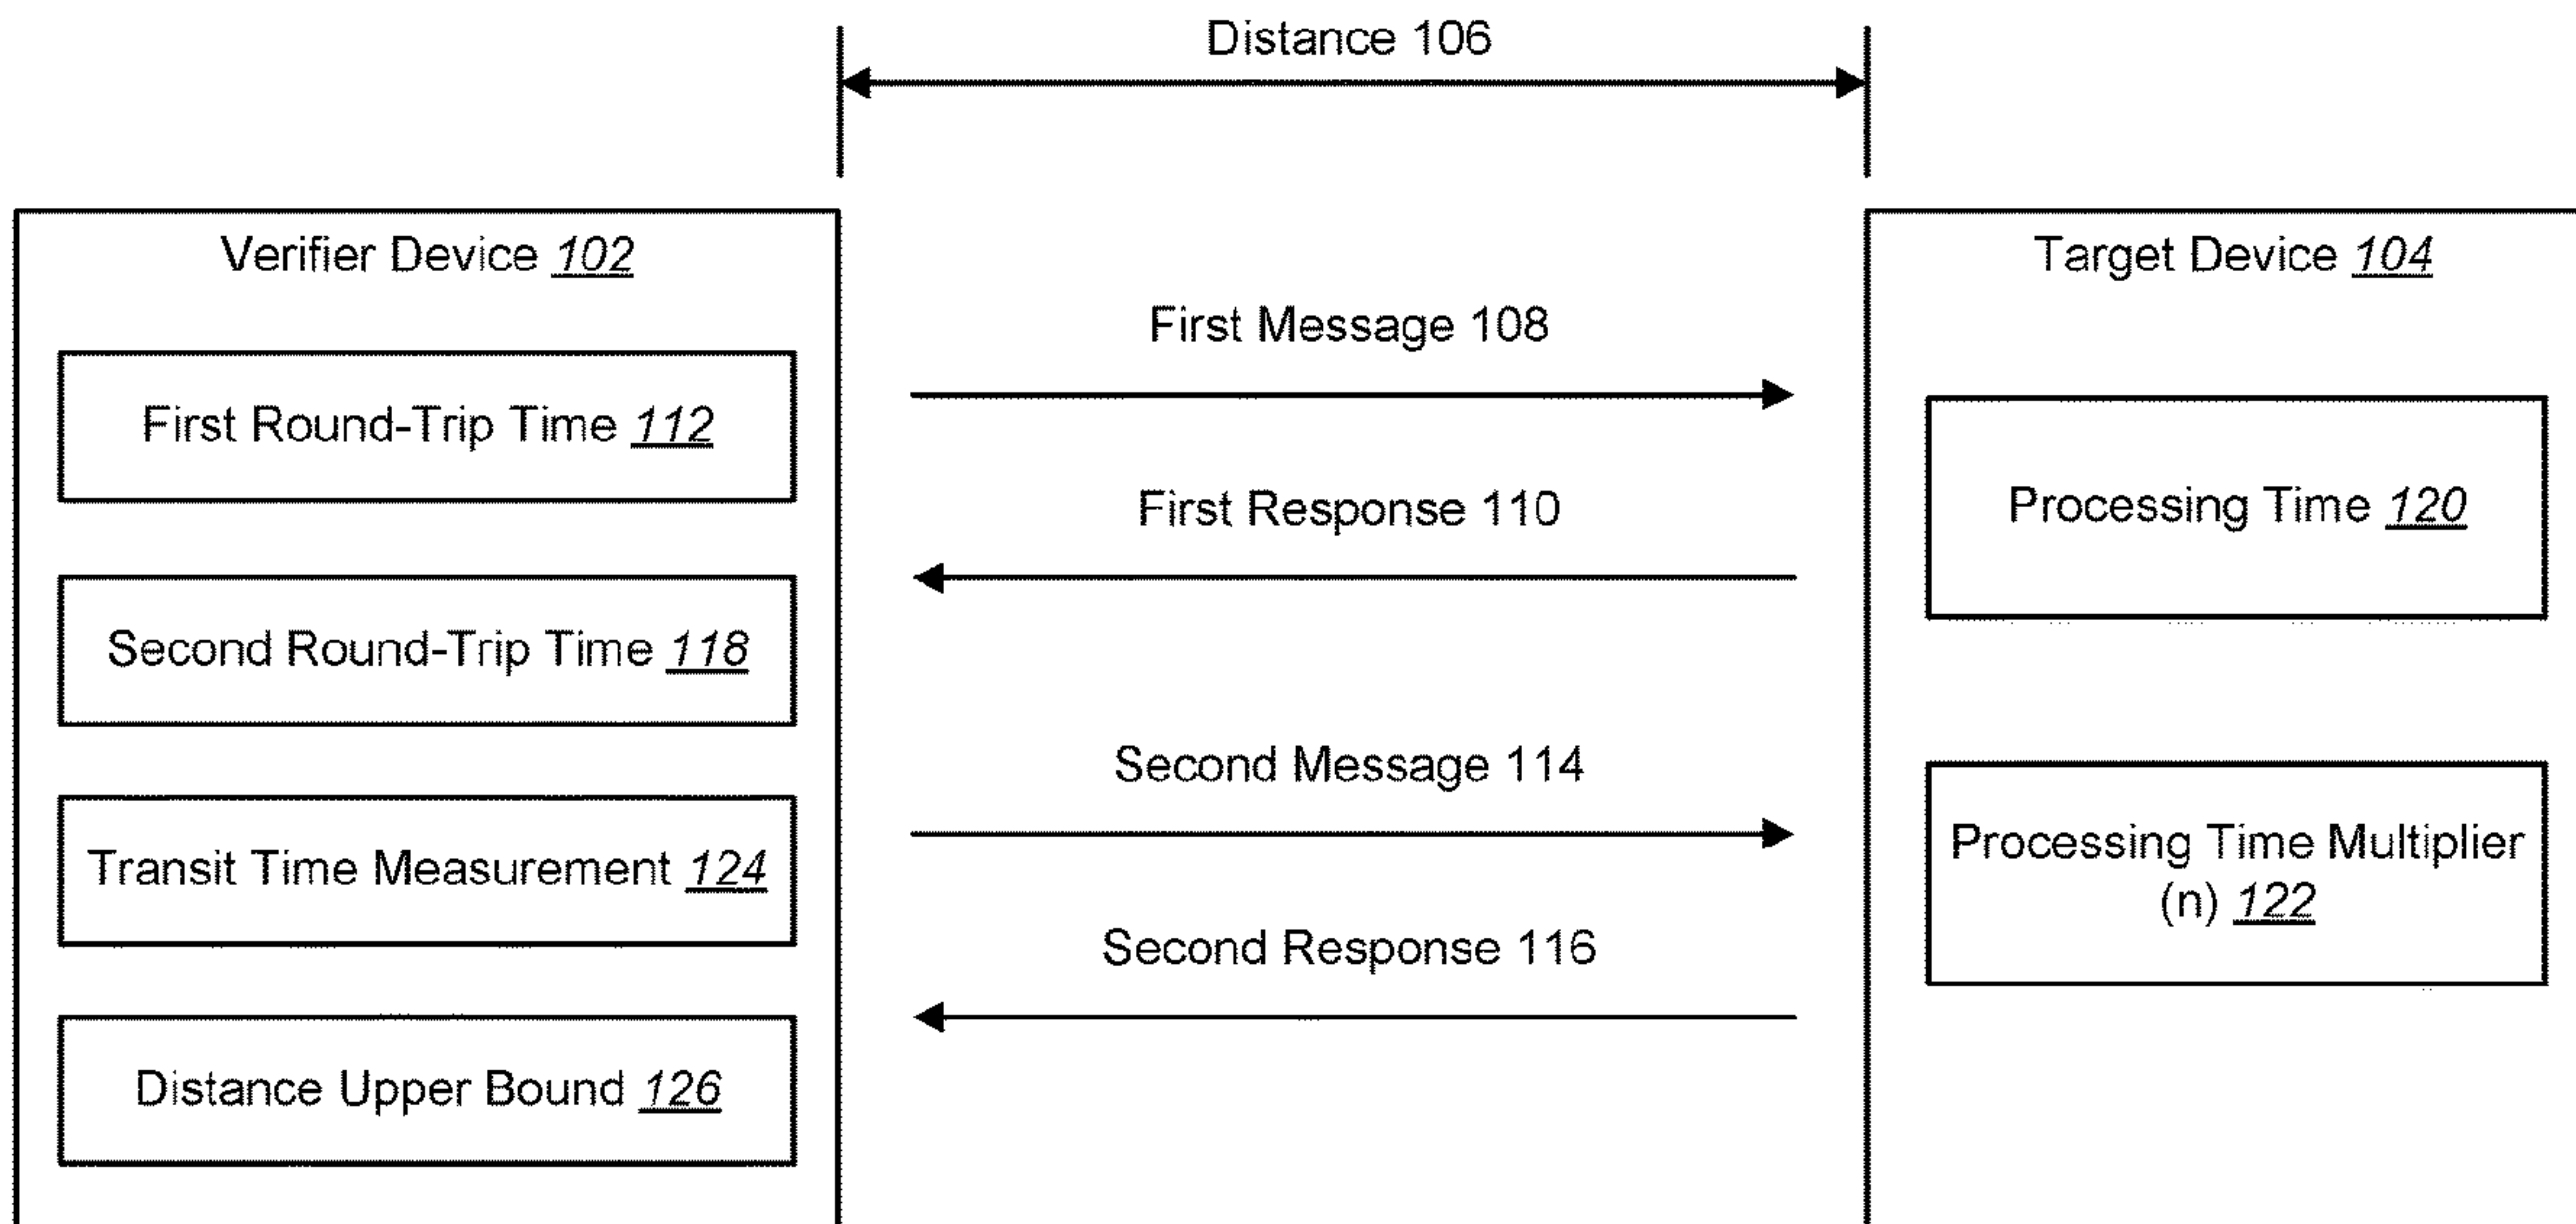 Distance 106
Verifier Device 102
First Round-Trip Time 112
Second Round-Trip Time 118
Transit Time Measurement 124
Distance Upper Bound 126
First Message 108
First Response 110
Second Message 114
Second Response 116
Target Device 104
Processing Time 120
Processing Time Multiplier
(n) 122